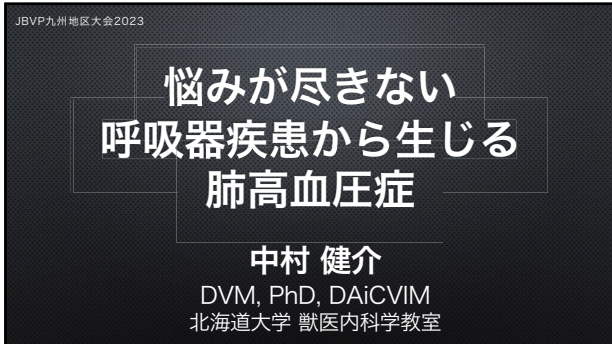 JBVP九州地区大会2023
悩みが尽きない
呼吸器疾患から生じる
肺高血圧症
中村 健介
DVM, PhD, DAiCVIM
北海道大学 獣医内科学教室